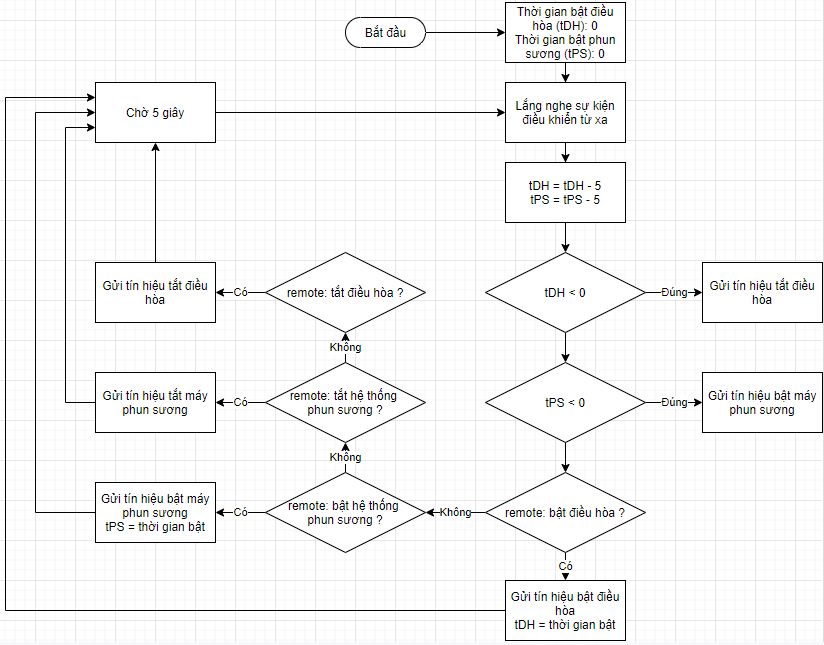 Bắt đầu
Thời gian bật điều
hòa (tDH): 0
Thời gian bật phun
sương (tPS): 0
Chờ 5 giây
Lắng nghe sự kiện
điều khiển từ xa
tDH = tDH - 5
tPS = tPS - 5
Gửi tín hiệu tắt điều
hòa
Có
remote: tắt điều hòa ?
tDH < 0
Đúng
Gửi tín hiệu tắt điều
hòa
Không
Gửi tín hiệu tắt máy
phun sương
Có
remote: tắt hệ thống
phun sương ?
tPS < 0
Đúng
Gửi tín hiệu bật máy
phun sương
Không
Gửi tín hiệu bật máy
phun sương
tPS = thời gian bật
Có
remote: bật hệ thống
phun sương ?
Không
remote: bật điều hòa ?
Có
Gửi tín hiệu bật điều
hòa
tDH = thời gian bật